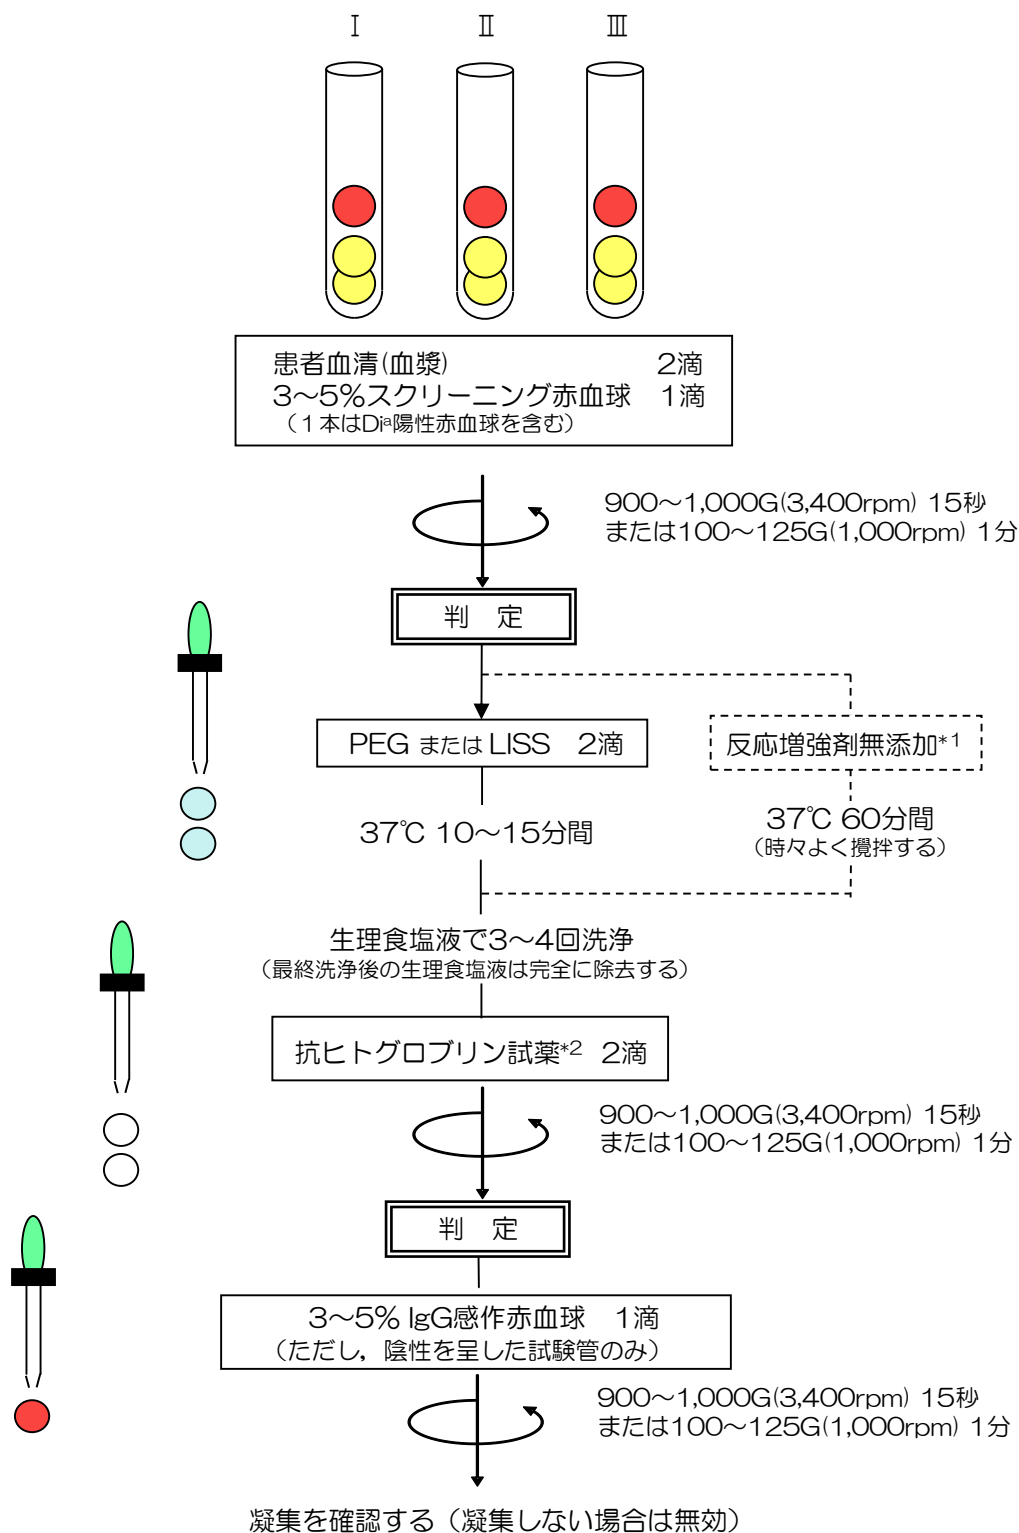 Ⅰ Ⅱ Ⅲ
患者血清(血漿) 2滴
3～5%スクリーニング赤血球 1滴
(1本はDiᵃ陽性赤血球を含む)
900～1,000G(3,400rpm) 15秒
または100～125G(1,000rpm) 1分
判 定
PEG または LISS 2滴
反応増強剤無添加*1
37℃ 10～15分間
37℃ 60分間
(時々よく攪拌する)
生理食塩液で3～4回洗浄
(最終洗浄後の生理食塩液は完全に除去する)
抗ヒトグロブリン試薬*2 2滴
900～1,000G(3,400rpm) 15秒
または100～125G(1,000rpm) 1分
判 定
3～5% IgG感作赤血球 1滴
(ただし，陰性を呈した試験管のみ)
900～1,000G(3,400rpm) 15秒
または100～125G(1,000rpm) 1分
凝集を確認する（凝集しない場合は無効）